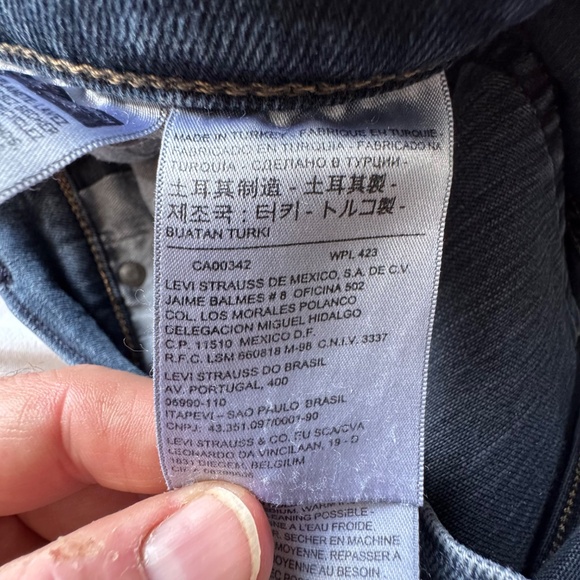 MADE IN TURKEY - FABRIQUE EN TURQUIE -
FABRICADO EN TURQUIA - FABRICADO NA
TURQUIA - СДЕЛАНО В ТУРЦИИ -
土耳其制造 - 土耳其製 -
제조국 : 터키 - トルコ製 -
BUATAN TURKI
CA00342 WPL 423
LEVI STRAUSS DE MEXICO, S.A. DE C.V
JAIME BALMES # 8 OFICINA 502
COL. LOS MORALES POLANCO
DELEGACION MIGUEL HIDALGO
C.P. 11510 MEXICO D.F.
R.F.C. LSM 660818 M-98 C.N.I.V. 3337
LEVI STRAUSS DO BRASIL
AV. PORTUGAL, 400
06990-110
ITAPEVI - SAO PAULO BRASIL
CNPJ: 43.351.097/0001-90
LEVI STRAUSS & CO. EU SCA/CVA
LEONARDO DA VINCILAAN, 19 - D
1831 DIEGEM, BELGIUM
MEDIUM, WARM
CLEANING POSSIBLE -
L'EAU FROIDE,
SECHER EN MACHINE
MOYENNE, REPASSER A